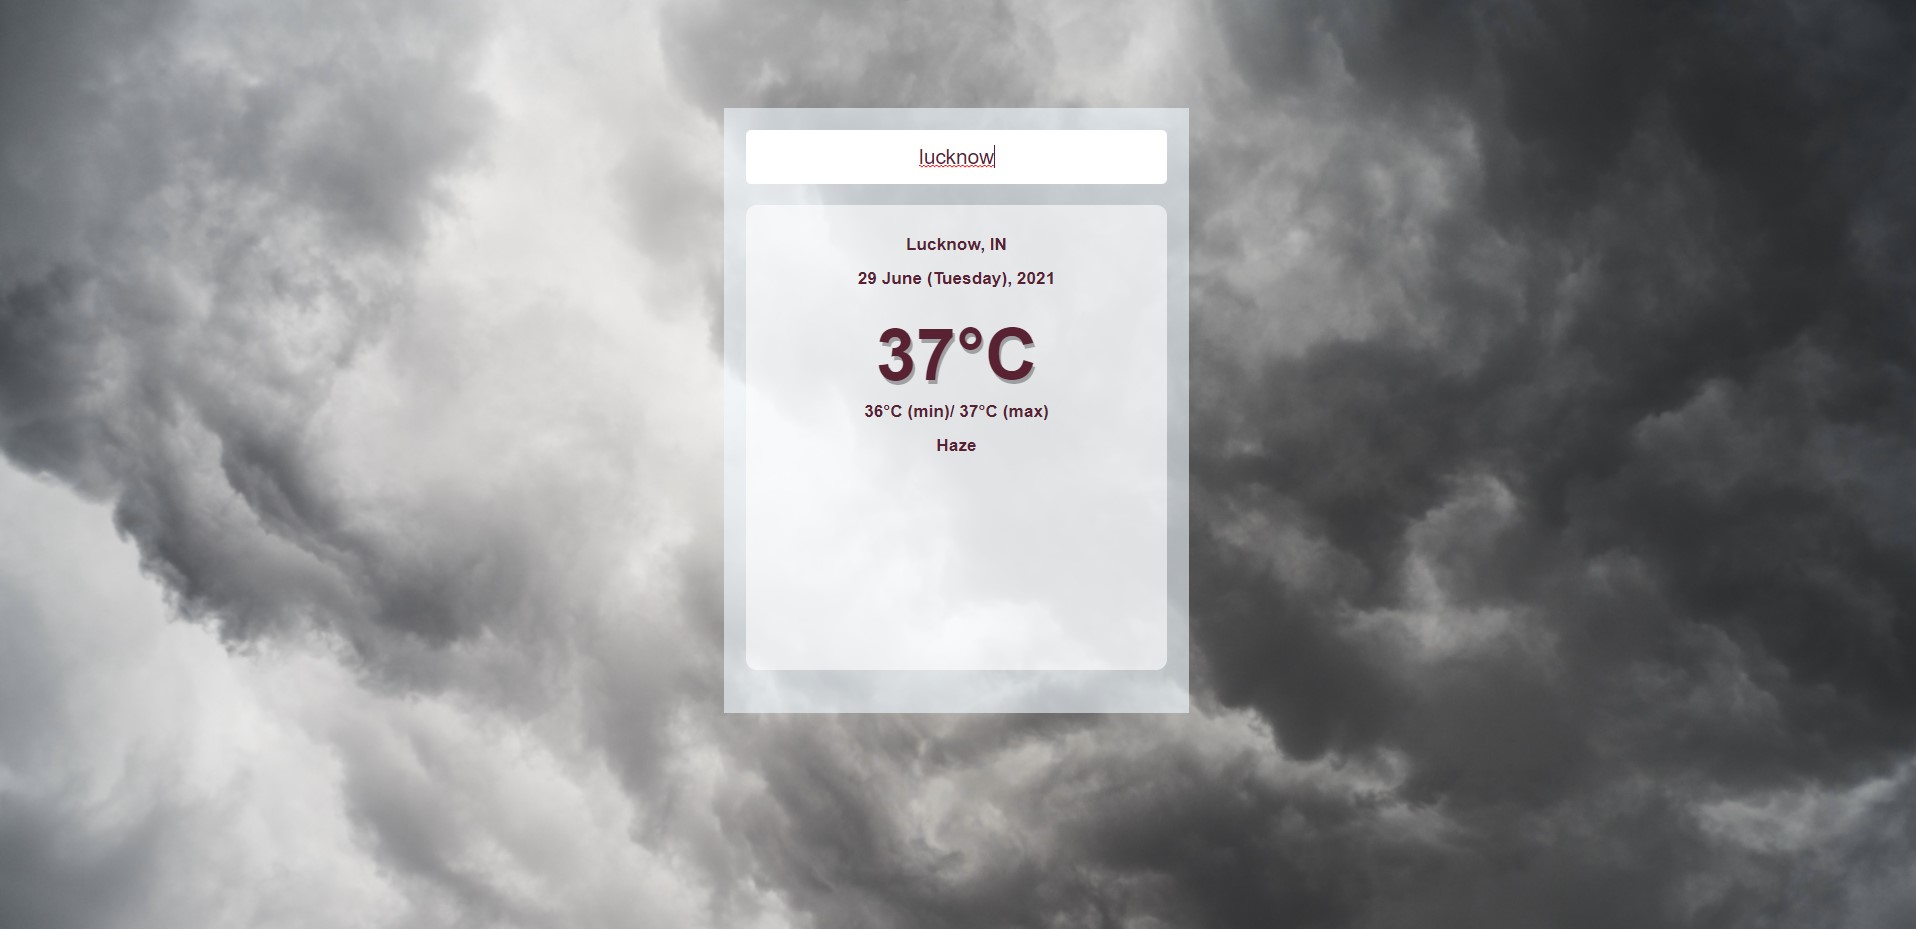 lucknow
Lucknow, IN
29 June (Tuesday), 2021
37°C
36°C (min)/ 37°C (max)
Haze